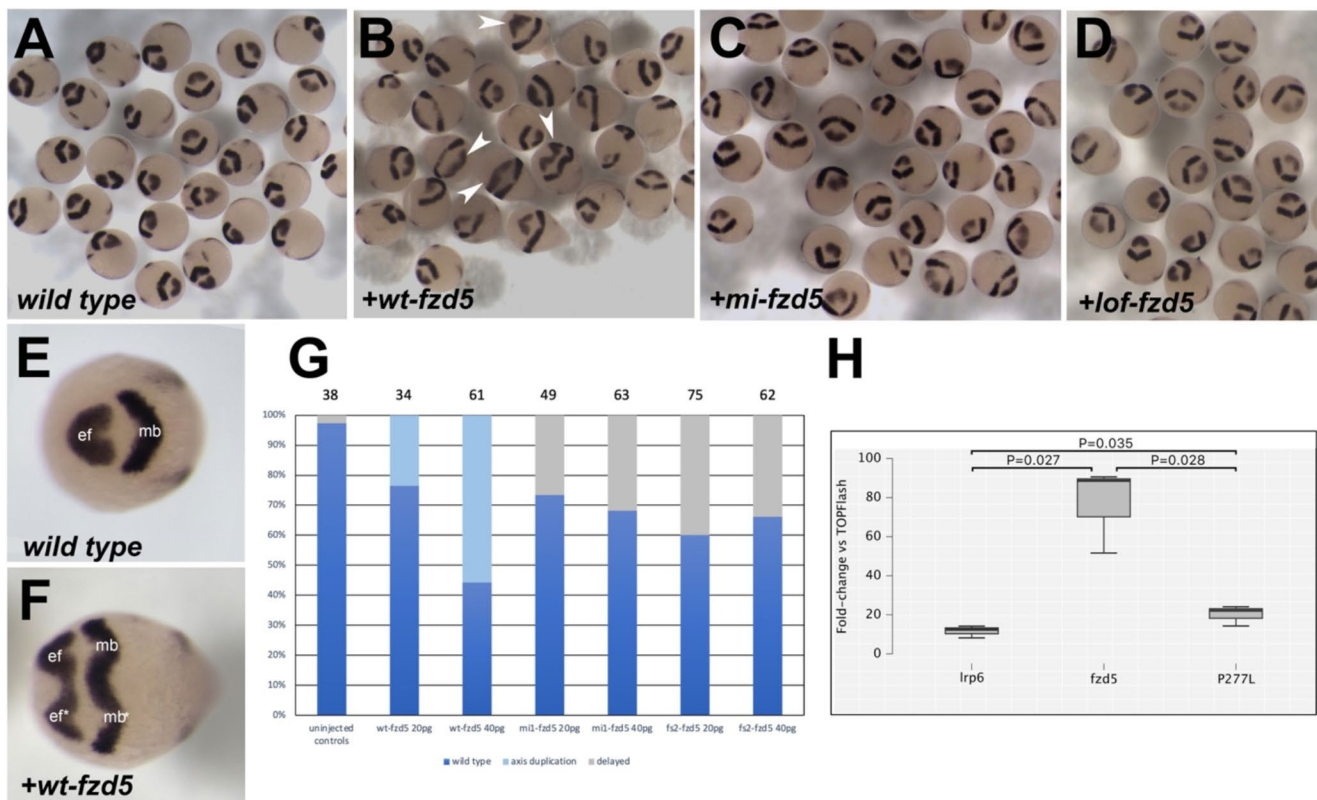 A
wild type
B
+wt-fzd5
C
+mi-fzd5
D
+lof-fzd5
E
ef
mb
wild type
F
ef
mb
ef*
mb*
+wt-fzd5
G
38
34
61
49
63
75
62
100%
90%
80%
70%
60%
50%
40%
30%
20%
10%
0%
uninjected
controls
wt-fzd5 20pg
wt-fzd5 40pg
mi1-fzd5 20pg
mi1-fzd5 40pg
fs2-fzd5 20pg
fs2-fzd5 40pg
wild type
axis duplication
delayed
H
P=0.035
P=0.027
P=0.028
Fold-change vs TOPFlash
100
80
60
40
20
0
lrp6
fzd5
P277L